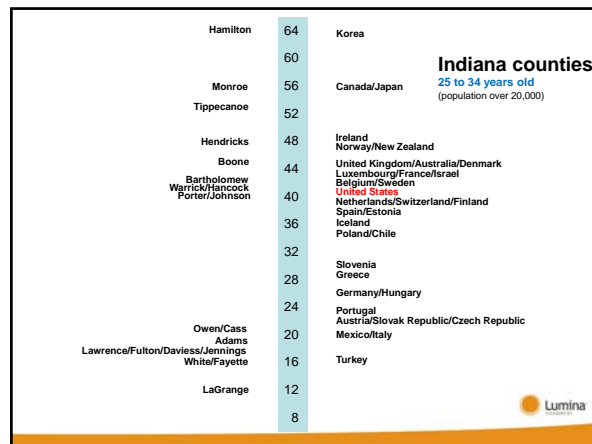 Indiana counties
25 to 34 years old
(population over 20,000)
Hamilton
Monroe
Tippecanoe
Hendricks
Boone
Bartholomew
Warrick/Hancock
Porter/Johnson
Owen/Cass
Adams
Lawrence/Fulton/Daviess/Jennings
White/Fayette
LaGrange
64
60
56
52
48
44
40
36
32
28
24
20
16
12
8
Korea
Canada/Japan
Ireland
Norway/New Zealand
United Kingdom/Australia/Denmark
Luxembourg/France/Israel
Belgium/Sweden
United States
Netherlands/Switzerland/Finland
Spain/Estonia
Iceland
Poland/Chile
Slovenia
Greece
Germany/Hungary
Portugal
Austria/Slovak Republic/Czech Republic
Mexico/Italy
Turkey
Lumina